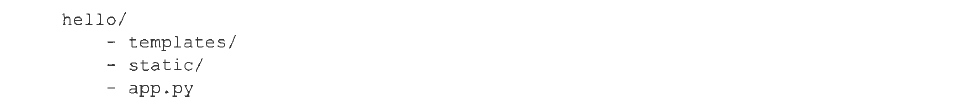 hello/
- templates/
- static/
- app.py